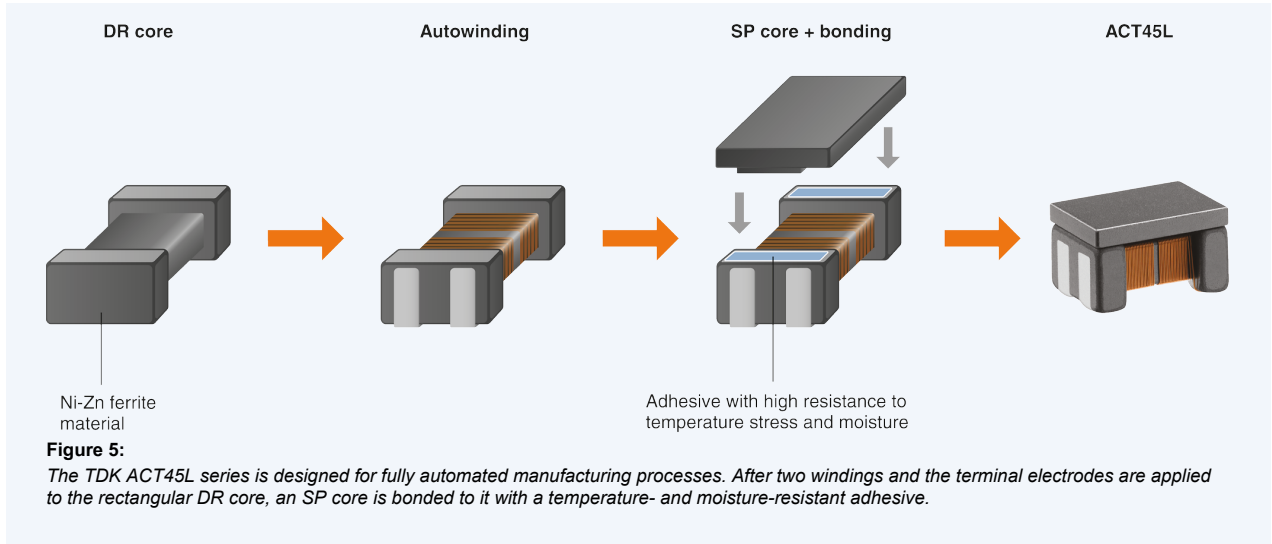 DR core
Autowinding
SP core + bonding
ACT45L
Ni-Zn ferrite
material
Adhesive with high resistance to
temperature stress and moisture
Figure 5:
The TDK ACT45L series is designed for fully automated manufacturing processes. After two windings and the terminal electrodes are applied
to the rectangular DR core, an SP core is bonded to it with a temperature- and moisture-resistant adhesive.